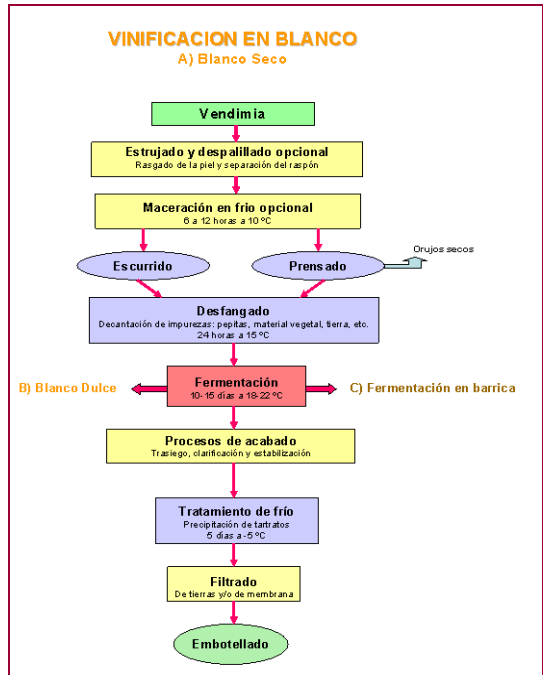 VINIFICACION EN BLANCO
A) Blanco Seco
Vendimia
Estrujado y despalillado opcional
Rasgado de la piel y separación del raspón
Maceración en frio opcional
6 a 12 horas a 10 ºC
Orujos secos
Escurrido
Prensado
Desfangado
Decantación de impurezas: pepitas, material vegetal, tierra, etc.
24 horas a 15 ºC
B) Blanco Dulce
Fermentación
10-15 días a 18-22 ºC
C) Fermentación en barrica
Procesos de acabado
Trasiego, clarificación y estabilización
Tratamiento de frío
Precipitación de tartratos
5 días a -5 ºC
Filtrado
De tierras y/o de membrana
Embotellado